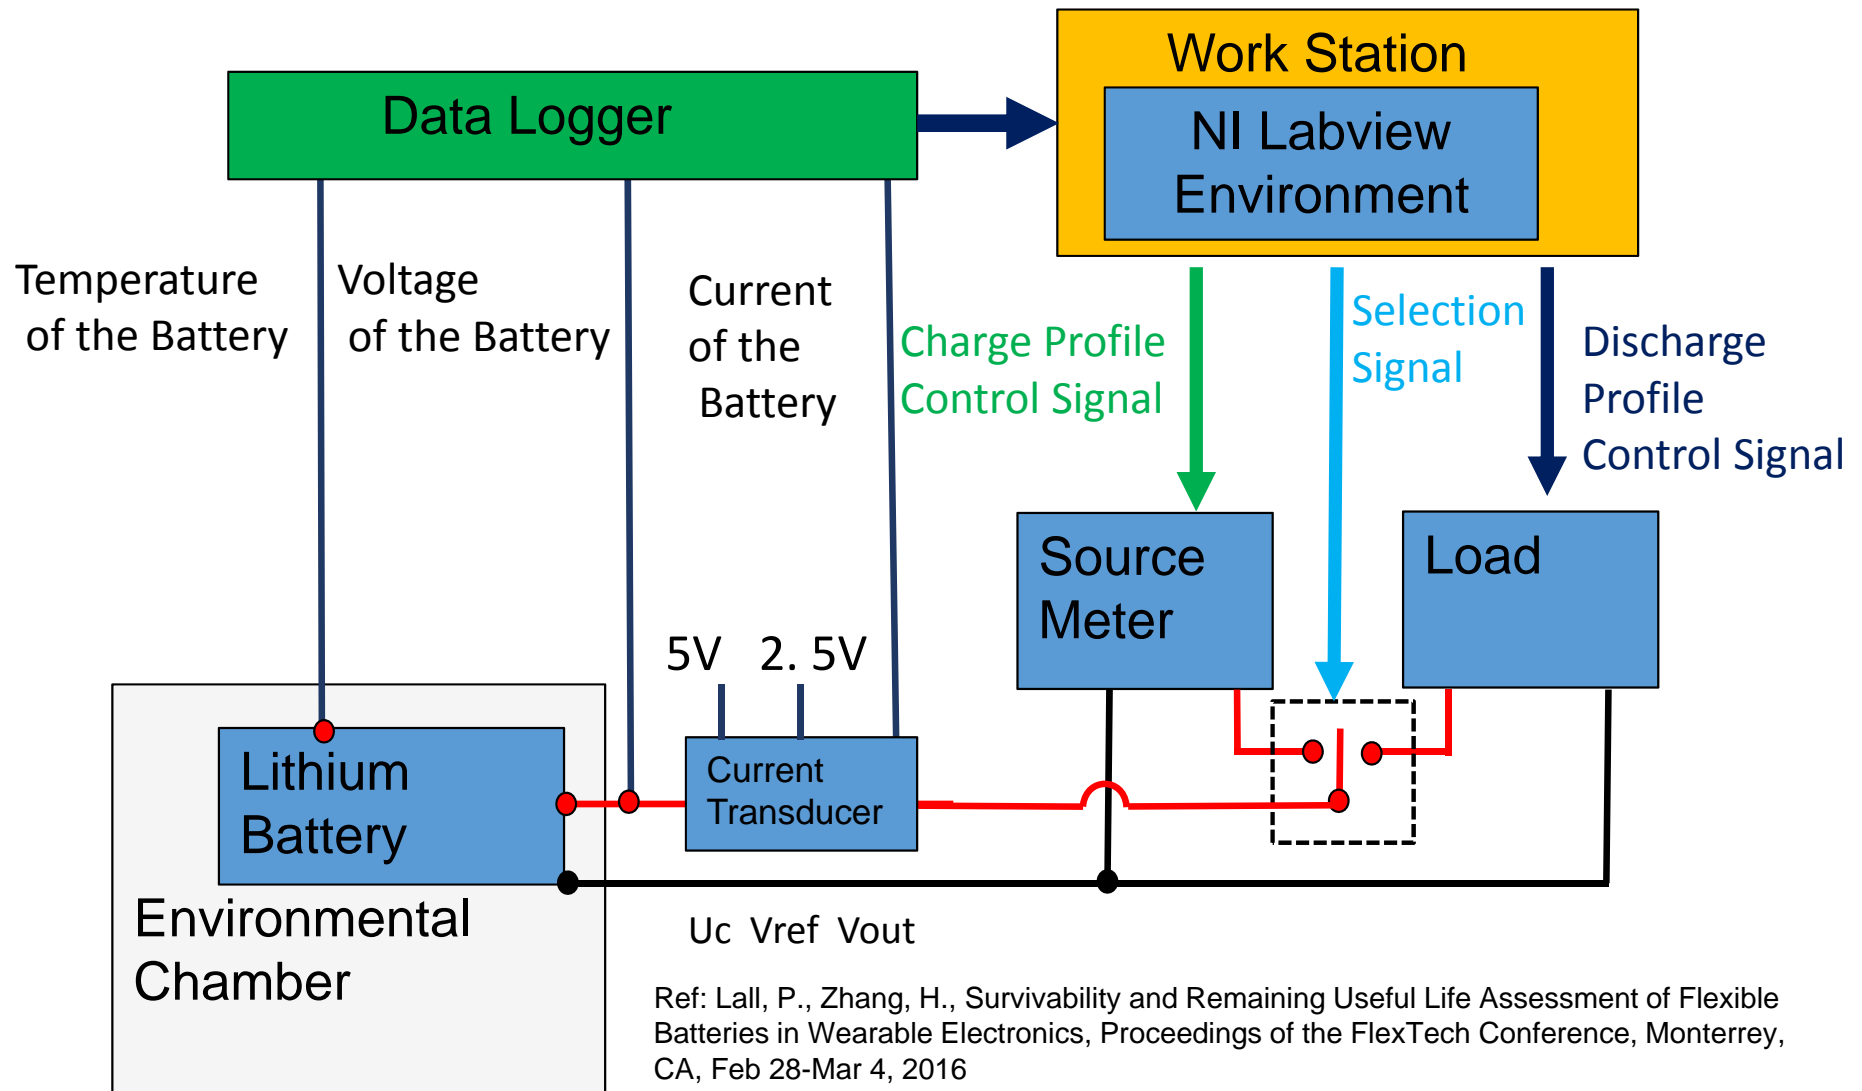 Work Station
Data Logger
NI Labview
Environment
Temperature
of the Battery
Voltage
of the Battery
Current
of the
Battery
Charge Profile
Control Signal
Selection
Signal
Discharge
Profile
Control Signal
Source
Meter
Load
5V 2. 5V
Lithium
Battery
Current
Transducer
Environmental
Chamber
Uc Vref Vout
Ref: Lall, P., Zhang, H., Survivability and Remaining Useful Life Assessment of Flexible
Batteries in Wearable Electronics, Proceedings of the FlexTech Conference, Monterrey,
CA, Feb 28-Mar 4, 2016